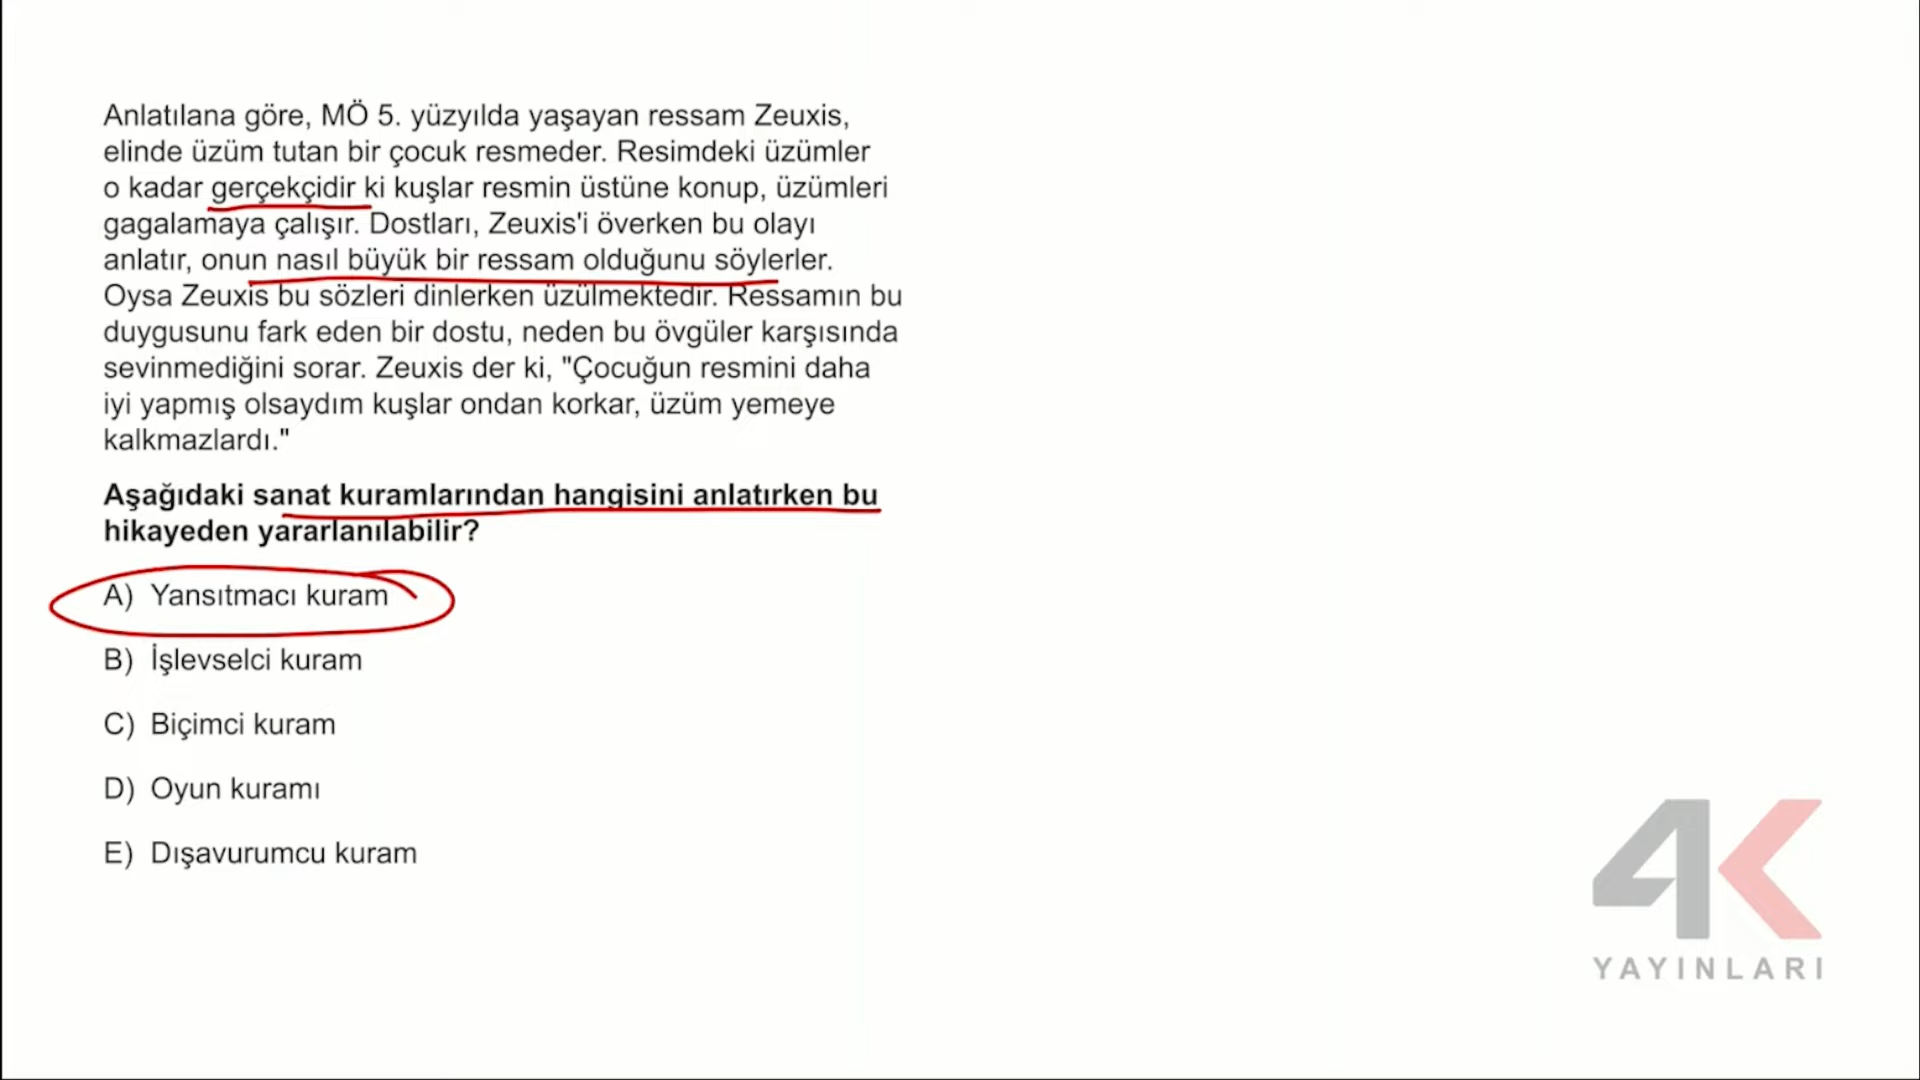 Anlatılana göre, MÖ 5. yüzyılda yaşayan ressam Zeuxis,
elinde üzüm tutan bir çocuk resmeder. Resimdeki üzümler
o kadar gerçekçidir ki kuşlar resmin üstüne konup, üzümleri
gagalamaya çalışır. Dostları, Zeuxis'i överken bu olayı
anlatır, onun nasıl büyük bir ressam olduğunu söylerler.
Oysa Zeuxis bu sözleri dinlerken üzülmektedir. Ressamın bu
duygusunu fark eden bir dostu, neden bu övgüler karşısında
sevinmediğini sorar. Zeuxis der ki, "Çocuğun resmini daha
iyi yapmış olsaydım kuşlar ondan korkar, üzüm yemeye
kalkmazlardı."
Aşağıdaki sanat kuramlarından hangisini anlatırken bu
hikayeden yararlanılabilir?
A) Yansıtmacı kuram
B) İşlevselci kuram
C) Biçimci kuram
D) Oyun kuramı
E) Dışavurumcu kuram
4K
YAYINLARI